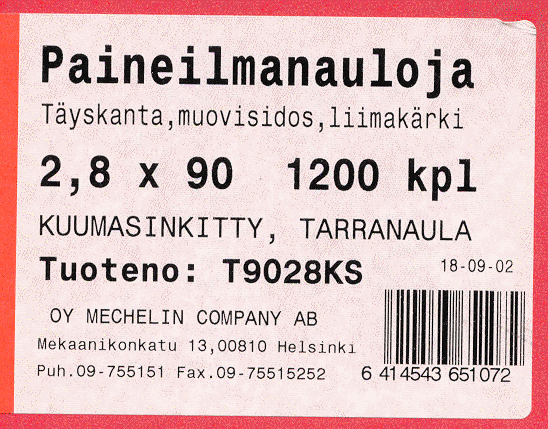 Paineilmanauloja
Täyskanta,muovisidos,liimakärki
2,8 x 90 1200 kpl
KUUMASINKITTY, TARRANAULA
Tuoteno: T9028KS 18-09-02
OY MECHELIN COMPANY AB
Mekaanikonkatu 13,00810 Helsinki
Puh.09-755151 Fax.09-75515252
6 414543 651072